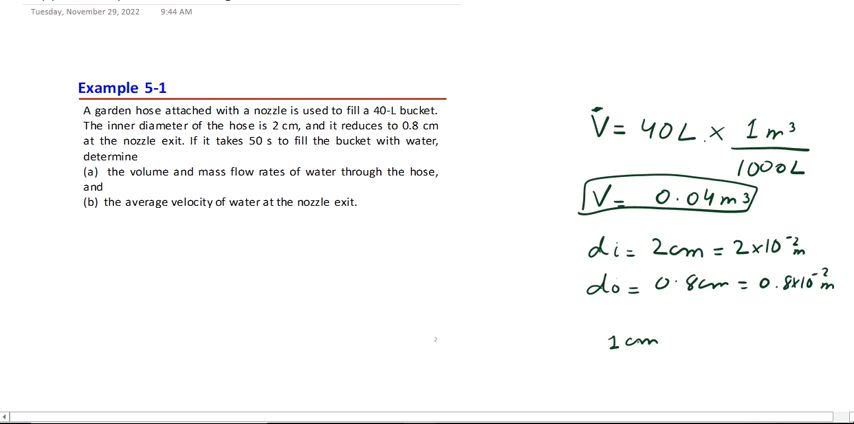 Tuesday, November 29, 2022 9:44 AM
Example 5-1
A garden hose attached with a nozzle is used to fill a 40-L bucket.
The inner diameter of the hose is 2 cm, and it reduces to 0.8 cm
at the nozzle exit. If it takes 50 s to fill the bucket with water,
determine
(a) the volume and mass flow rates of water through the hose,
and
(b) the average velocity of water at the nozzle exit.
2
V̄ = 40L × 1 m³ / 1000L
V = 0.04 m³
di = 2cm = 2×10⁻² m
do = 0.8cm = 0.8×10⁻² m
1 cm